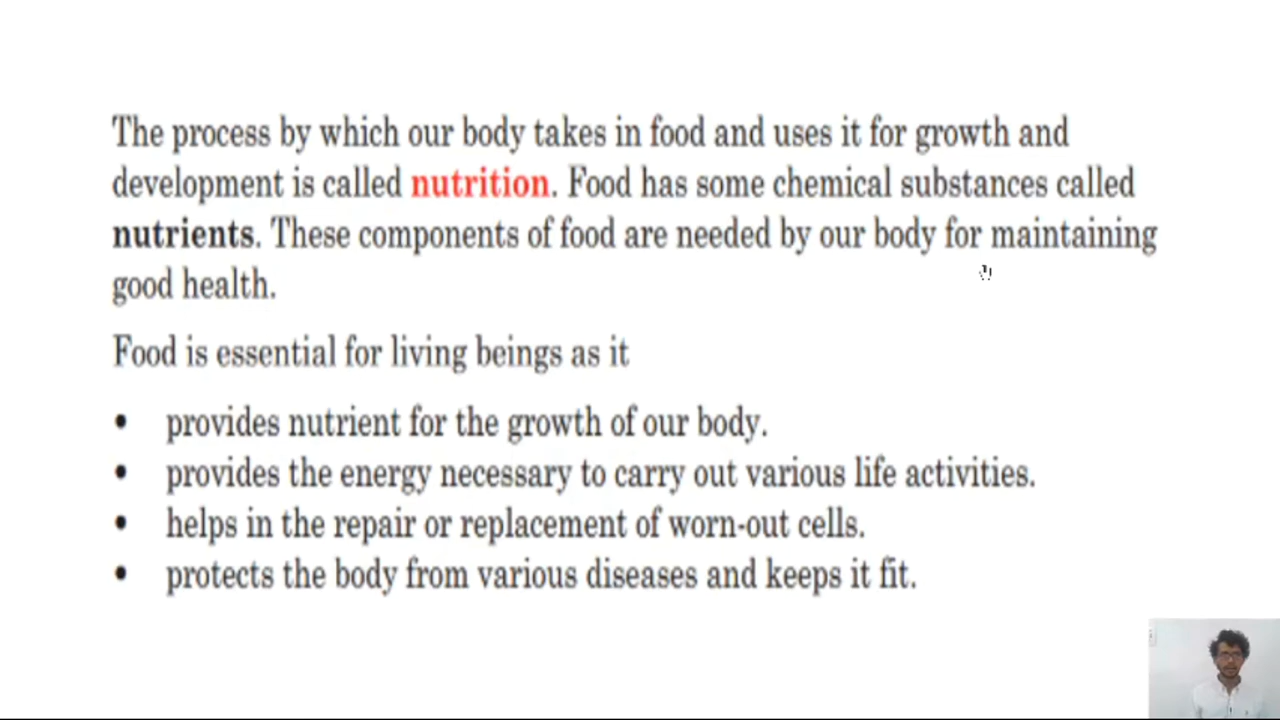 The process by which our body takes in food and uses it for growth and
development is called nutrition. Food has some chemical substances called
nutrients. These components of food are needed by our body for maintaining
good health.
Food is essential for living beings as it
• provides nutrient for the growth of our body.
• provides the energy necessary to carry out various life activities.
• helps in the repair or replacement of worn-out cells.
• protects the body from various diseases and keeps it fit.